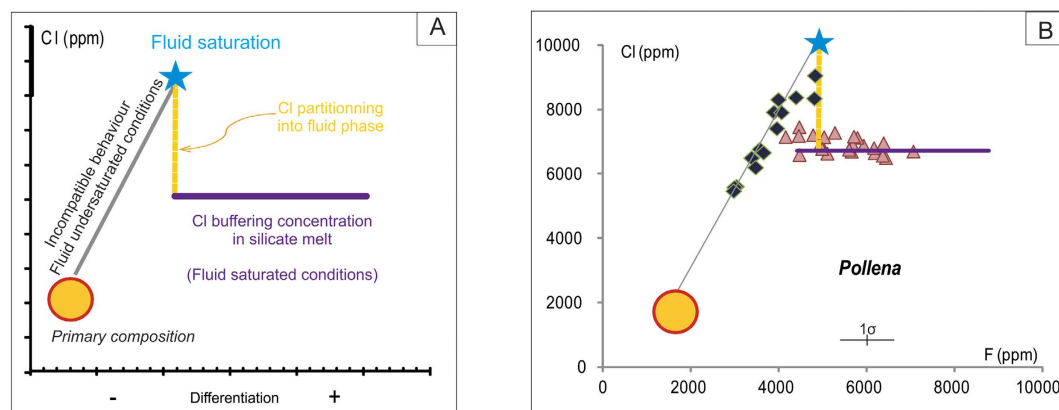 A
Cl (ppm)
Fluid saturation
Incompatible behaviour
Fluid undersaturated conditions
Cl partitionning
into fluid phase
Cl buffering concentration
in silicate melt
(Fluid saturated conditions)
Primary composition
- Differentiation +
B
Cl (ppm)
10000
8000
6000
4000
2000
0
Pollena
1σ
F (ppm)
0 2000 4000 6000 8000 10000